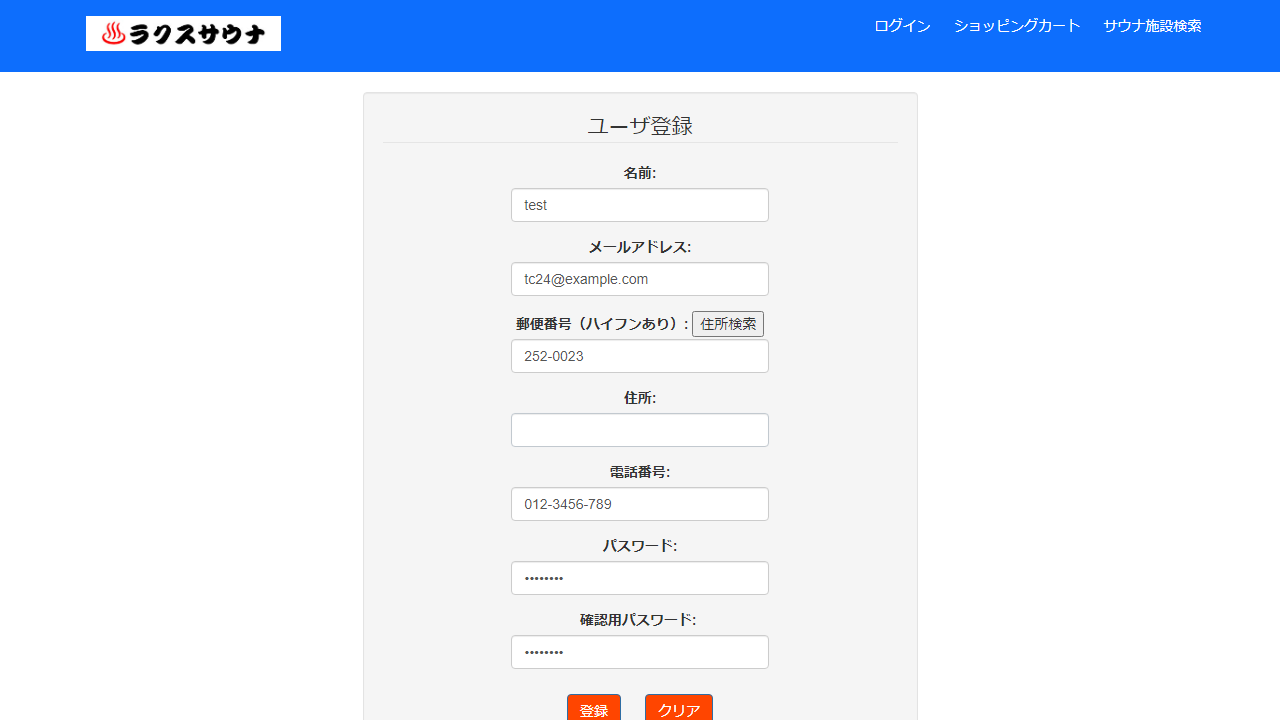 ラクスサウナ
ログイン ショッピングカート サウナ施設検索
ユーザ登録
名前:
test
メールアドレス:
tc24@example.com
郵便番号（ハイフンあり）: 住所検索
252-0023
住所:
電話番号:
012-3456-789
パスワード:
••••••••
確認用パスワード:
••••••••
登録 クリア